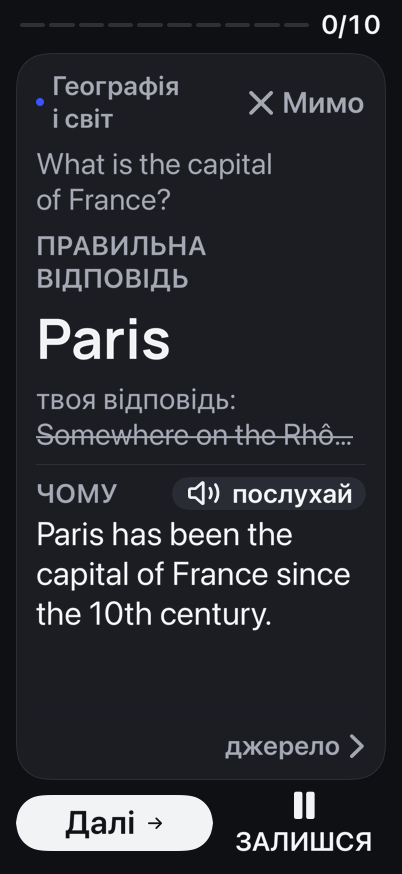 0/10
Географія
і світ
Мимо
What is the capital
of France?
ПРАВИЛЬНА
ВІДПОВІДЬ
Paris
твоя відповідь:
Somewhere on the Rhô...
ЧОМУ
послухай
Paris has been the
capital of France since
the 10th century.
джерело
Далі →
ЗАЛИШСЯ